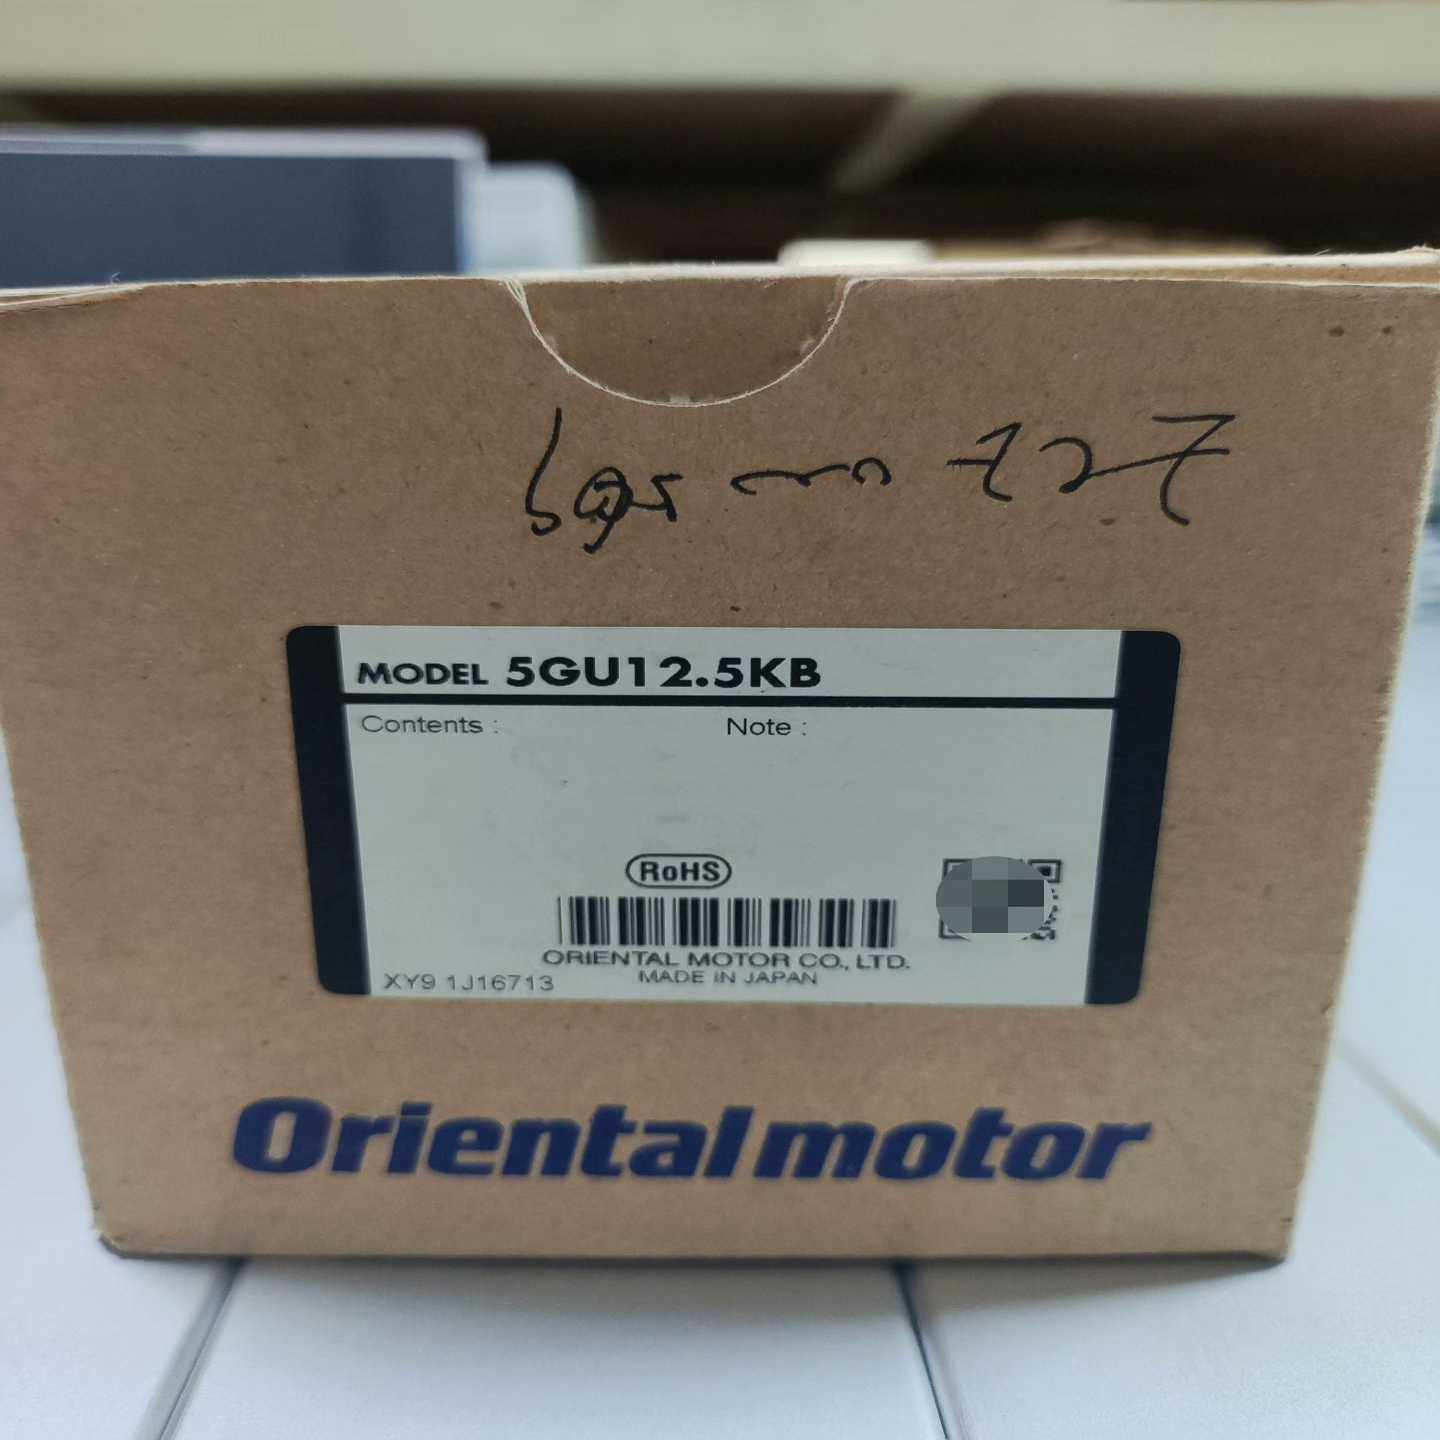 MODEL 5GU12.5KB
Contents :
Note :
RoHS
ORIENTAL MOTOR CO., LTD.
MADE IN JAPAN
XY9 1J16713
Orientalmotor